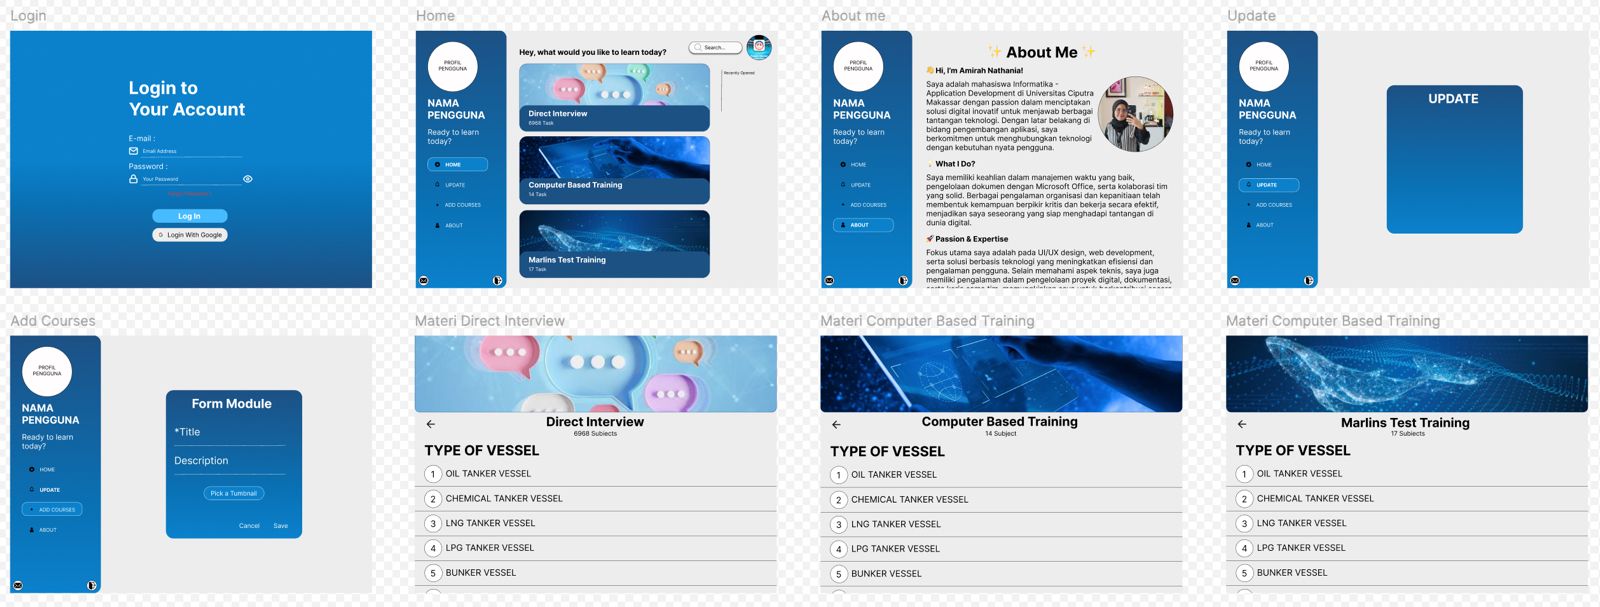 Login
Login to
Your Account
E-mail :
Email Address
Password :
Your Password
Log In
Login With Google
Home
PROFIL
PENGGUNA
NAMA
PENGGUNA
Ready to learn
today?
HOME
UPDATE
ADD COURSES
ABOUT
Hey, what would you like to learn today?
Search...
Recently Opened
Direct Interview
6968 Task
Computer Based Training
14 Task
Marlins Test Training
17 Task
About me
PROFIL
PENGGUNA
NAMA
PENGGUNA
Ready to learn
today?
HOME
UPDATE
ADD COURSES
ABOUT
✨ About Me ✨
👋 Hi, I'm Amirah Nathania!
Saya adalah mahasiswa Informatika -
Application Development di Universitas Ciputra
Makassar dengan passion dalam menciptakan
solusi digital inovatif untuk menjawab berbagai
tantangan teknologi. Dengan latar belakang di
bidang pengembangan aplikasi, saya
berkomitmen untuk menghubungkan teknologi
dengan kebutuhan nyata pengguna.
What I Do?
Saya memiliki keahlian dalam manajemen waktu yang baik,
pengelolaan dokumen dengan Microsoft Office, serta kolaborasi tim
yang solid. Berbagai pengalaman organisasi dan kepanitiaan telah
membentuk kemampuan berpikir kritis dan bekerja secara efektif,
menjadikan saya seseorang yang siap menghadapi tantangan di
dunia digital.
🚀 Passion & Expertise
Fokus utama saya adalah pada UI/UX design, web development,
serta solusi berbasis teknologi yang meningkatkan efisiensi dan
pengalaman pengguna. Selain memahami aspek teknis, saya juga
memiliki pengalaman dalam pengelolaan proyek digital, dokumentasi,
Update
PROFIL
PENGGUNA
NAMA
PENGGUNA
Ready to learn
today?
HOME
UPDATE
ADD COURSES
ABOUT
UPDATE
Add Courses
PROFIL
PENGGUNA
NAMA
PENGGUNA
Ready to learn
today?
HOME
UPDATE
ADD COURSES
ABOUT
Form Module
*Title
Description
Pick a Tumbnail
Cancel Save
Materi Direct Interview
Direct Interview
6968 Subjects
TYPE OF VESSEL
1 OIL TANKER VESSEL
2 CHEMICAL TANKER VESSEL
3 LNG TANKER VESSEL
4 LPG TANKER VESSEL
5 BUNKER VESSEL
Materi Computer Based Training
Computer Based Training
14 Subject
TYPE OF VESSEL
1 OIL TANKER VESSEL
2 CHEMICAL TANKER VESSEL
3 LNG TANKER VESSEL
4 LPG TANKER VESSEL
5 BUNKER VESSEL
Materi Computer Based Training
Marlins Test Training
17 Subjects
TYPE OF VESSEL
1 OIL TANKER VESSEL
2 CHEMICAL TANKER VESSEL
3 LNG TANKER VESSEL
4 LPG TANKER VESSEL
5 BUNKER VESSEL